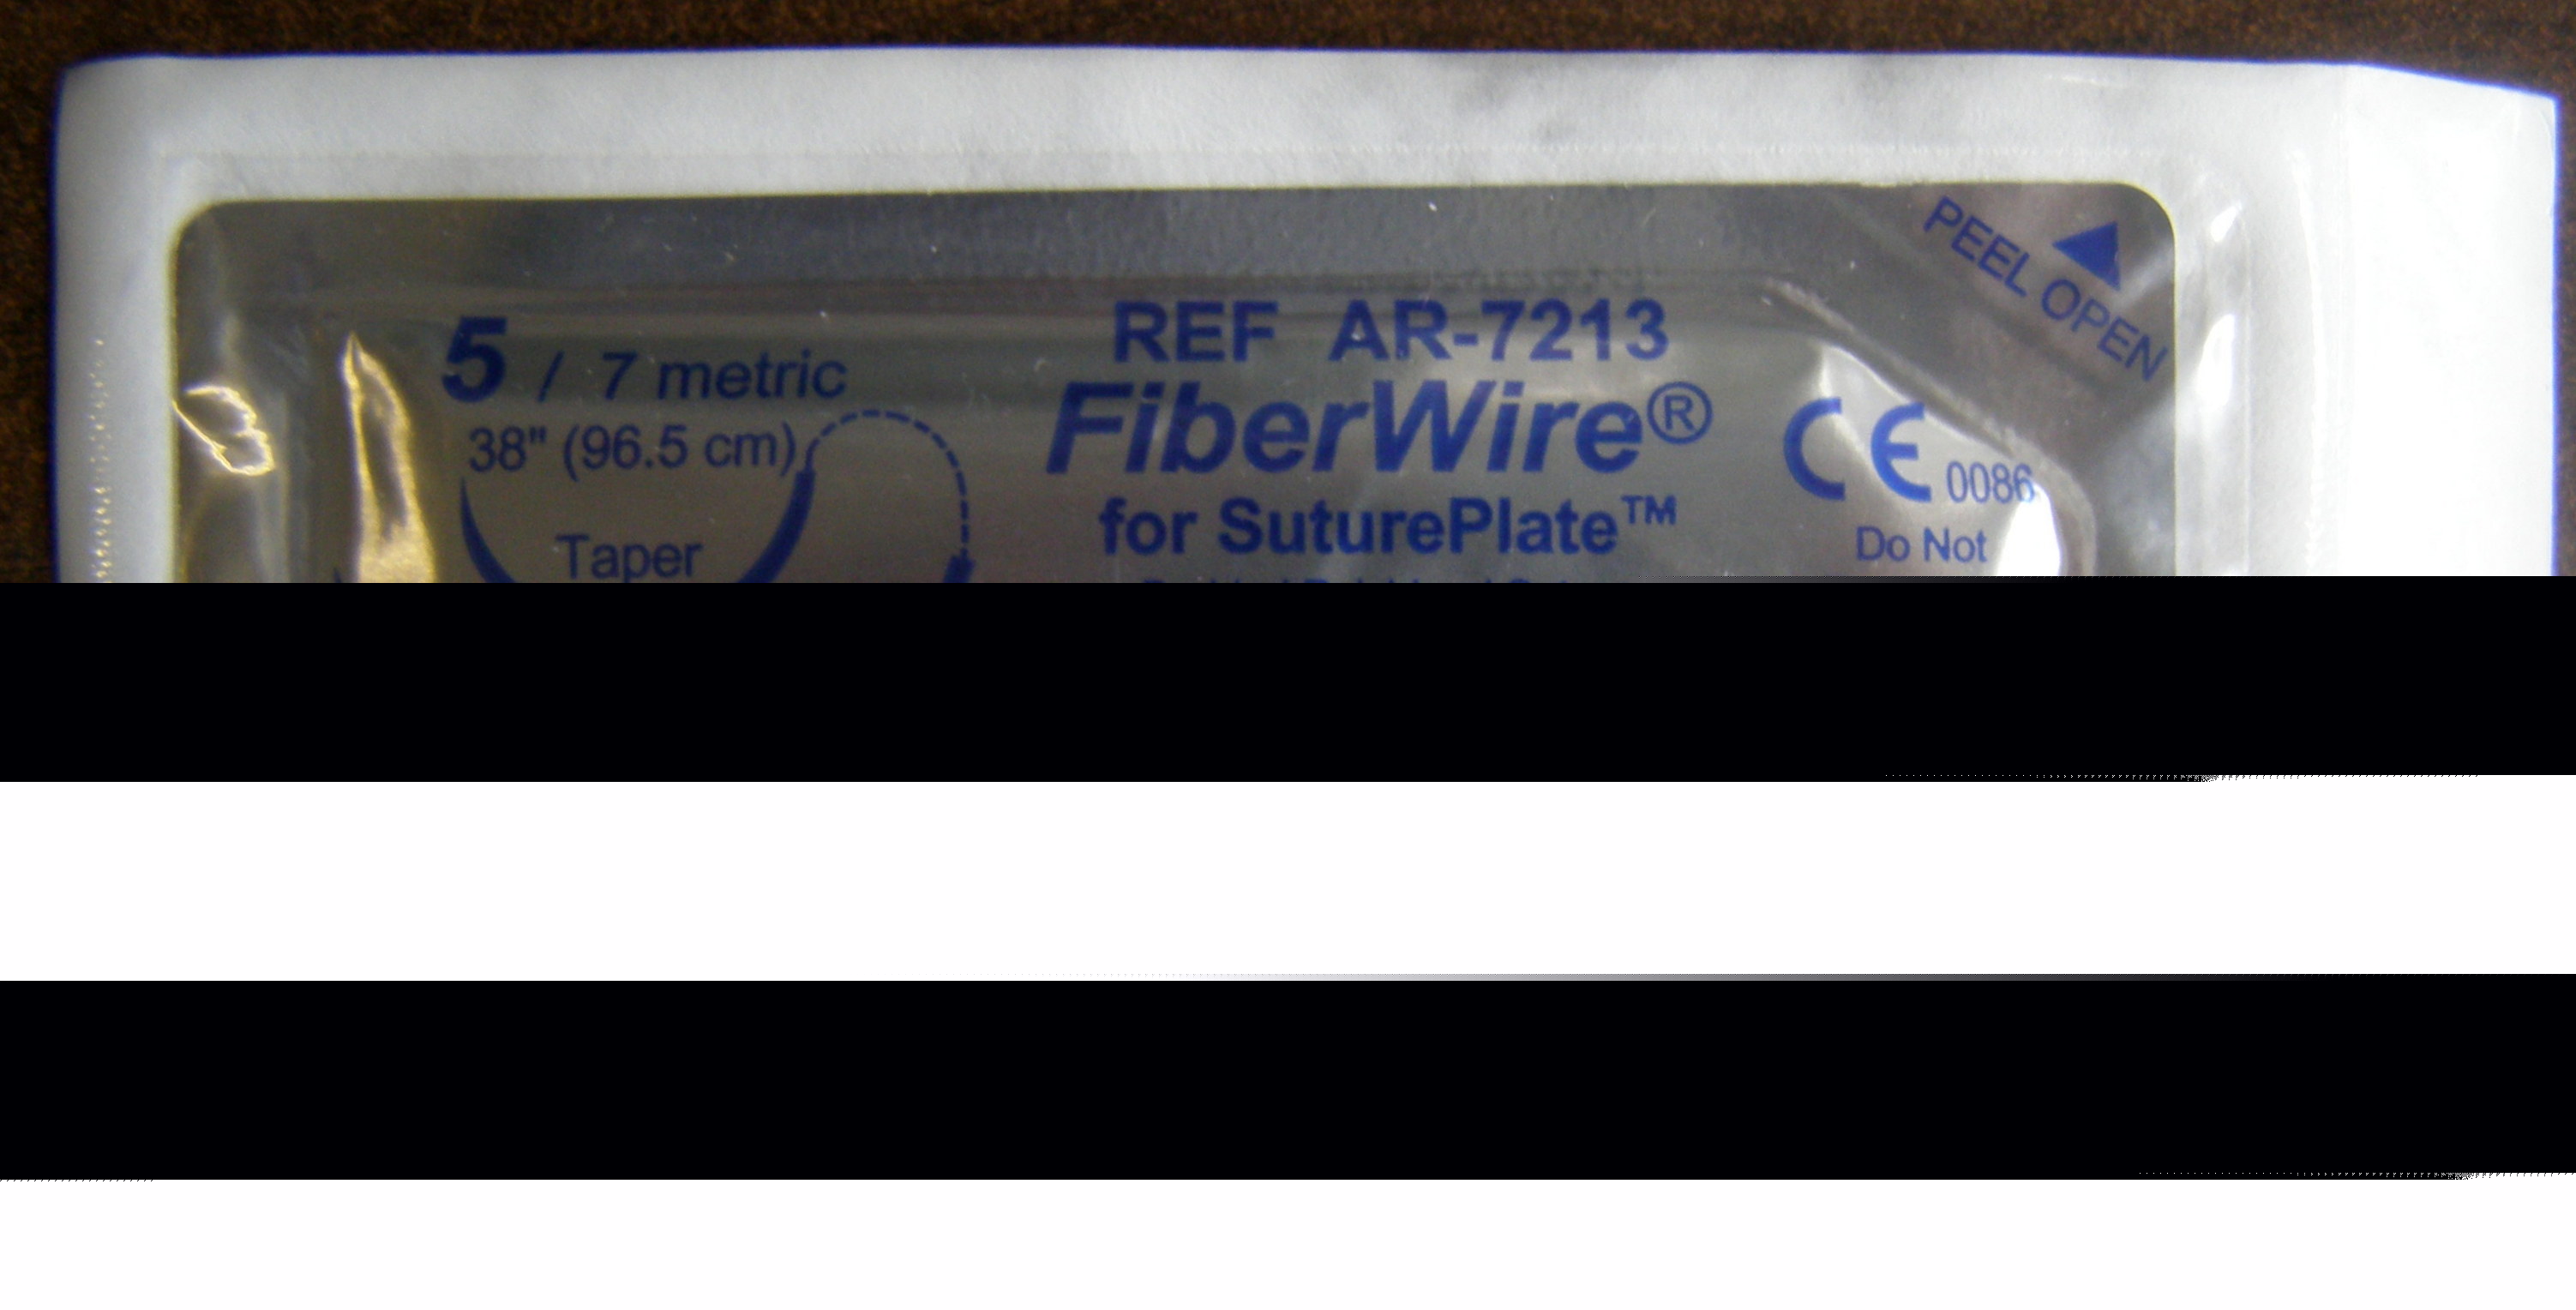 PEEL OPEN
5 / 7 metric
38" (96.5 cm)
Taper
REF AR-7213
FiberWire®
for SuturePlate™
CE 0086
Do Not